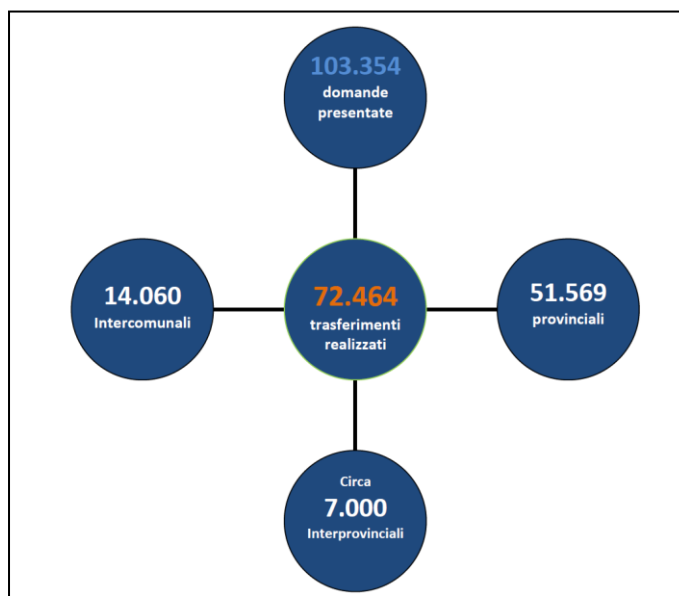 103.354
domande
presentate
14.060
Intercomunali
72.464
trasferimenti
realizzati
51.569
provinciali
Circa
7.000
Interprovinciali